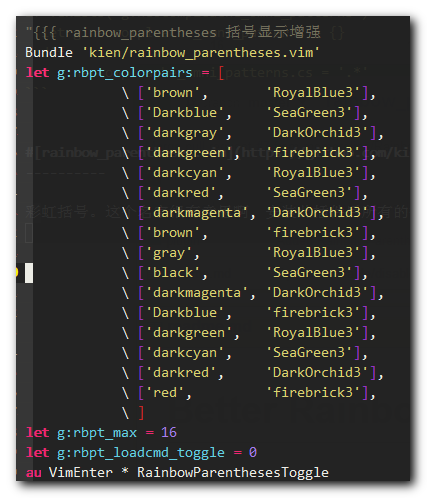 "{{{ rainbow_parentheses 括号显示增强
Bundle 'kien/rainbow_parentheses.vim'
let g:rbpt_colorpairs = [
\ ['brown', 'RoyalBlue3'],
\ ['Darkblue', 'SeaGreen3'],
\ ['darkgray', 'DarkOrchid3'],
\ ['darkgreen', 'firebrick3'],
\ ['darkcyan', 'RoyalBlue3'],
\ ['darkred', 'SeaGreen3'],
\ ['darkmagenta', 'DarkOrchid3'],
\ ['brown', 'firebrick3'],
\ ['gray', 'RoyalBlue3'],
\ ['black', 'SeaGreen3'],
\ ['darkmagenta', 'DarkOrchid3'],
\ ['Darkblue', 'firebrick3'],
\ ['darkgreen', 'RoyalBlue3'],
\ ['darkcyan', 'SeaGreen3'],
\ ['darkred', 'DarkOrchid3'],
\ ['red', 'firebrick3'],
\ ]
let g:rbpt_max = 16
let g:rbpt_loadcmd_toggle = 0
au VimEnter * RainbowParenthesesToggle